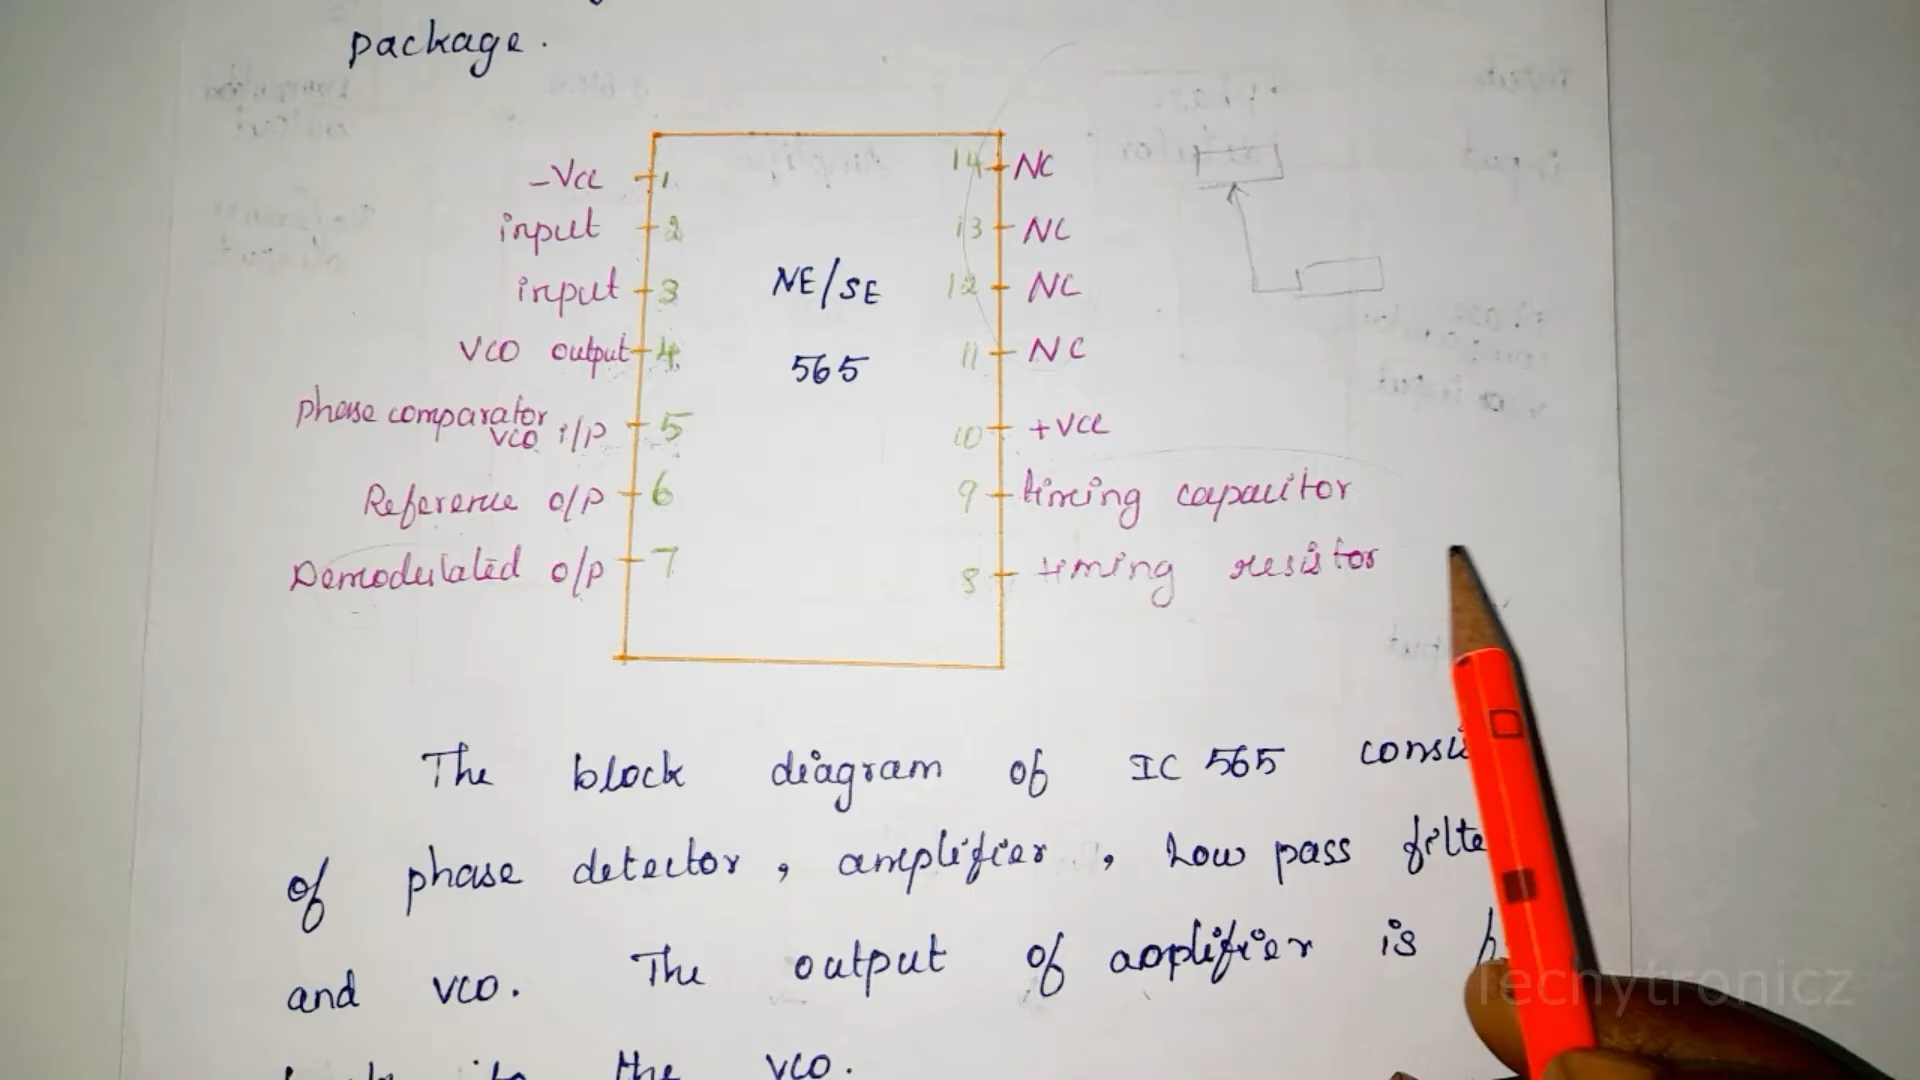 package.
-Vcc 1
input 2
input 3
VCO output 4
phase comparator
VCO i/p 5
Reference o/p 6
Demodulated o/p 7
NE/SE
565
14 NC
13 NC
12 NC
11 NC
10 +Vcc
9 timing capacitor
8 timing resistor
The block diagram of IC 565
of phase detector, amplifier, Low pass
and VCO. The output of aoplifier is
the VCO.
Techytronicz